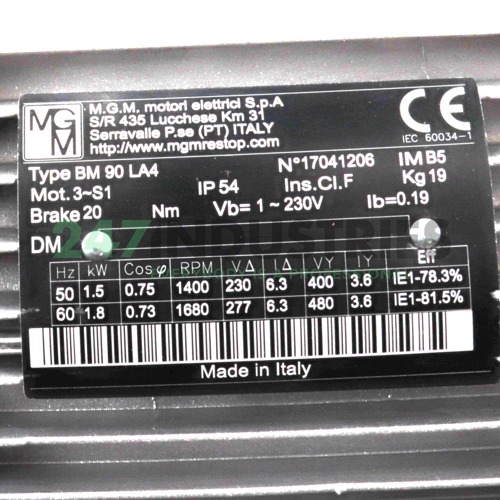 MGM
M.G.M. motori elettrici S.p.A
S/R 435 Lucchese Km 31
Serravalle P.se (PT) ITALY
http://www.mgmrestop.com
CE
IEC 60034-1
Type BM 90 LA4 N°17041206 IM B5
Mot. 3~S1 IP 54 Ins.Cl.F Kg 19
Brake 20 Nm Vb= 1 ~ 230V Ib=0.19
DM
247 INDUSTRIES
Hz kW Cosφ RPM VΔ IΔ VY IY Eff
50 1.5 0.75 1400 230 6.3 400 3.6 IE1-78.3%
60 1.8 0.73 1680 277 6.3 480 3.6 IE1-81.5%
Made in Italy